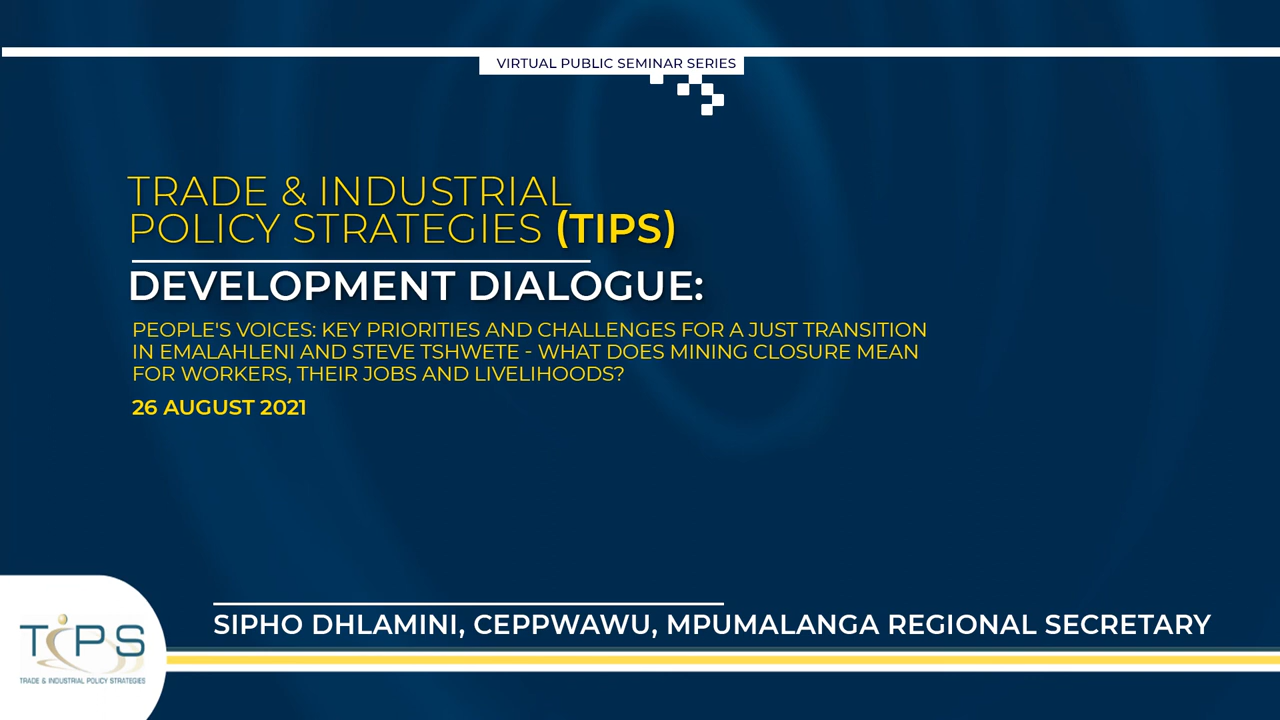 VIRTUAL PUBLIC SEMINAR SERIES
TRADE & INDUSTRIAL
POLICY STRATEGIES (TIPS)
DEVELOPMENT DIALOGUE:
PEOPLE'S VOICES: KEY PRIORITIES AND CHALLENGES FOR A JUST TRANSITION
IN EMALAHLENI AND STEVE TSHWETE - WHAT DOES MINING CLOSURE MEAN
FOR WORKERS, THEIR JOBS AND LIVELIHOODS?
26 AUGUST 2021
SIPHO DHLAMINI, CEPPWAWU, MPUMALANGA REGIONAL SECRETARY
TIPS
TRADE & INDUSTRIAL POLICY STRATEGIES